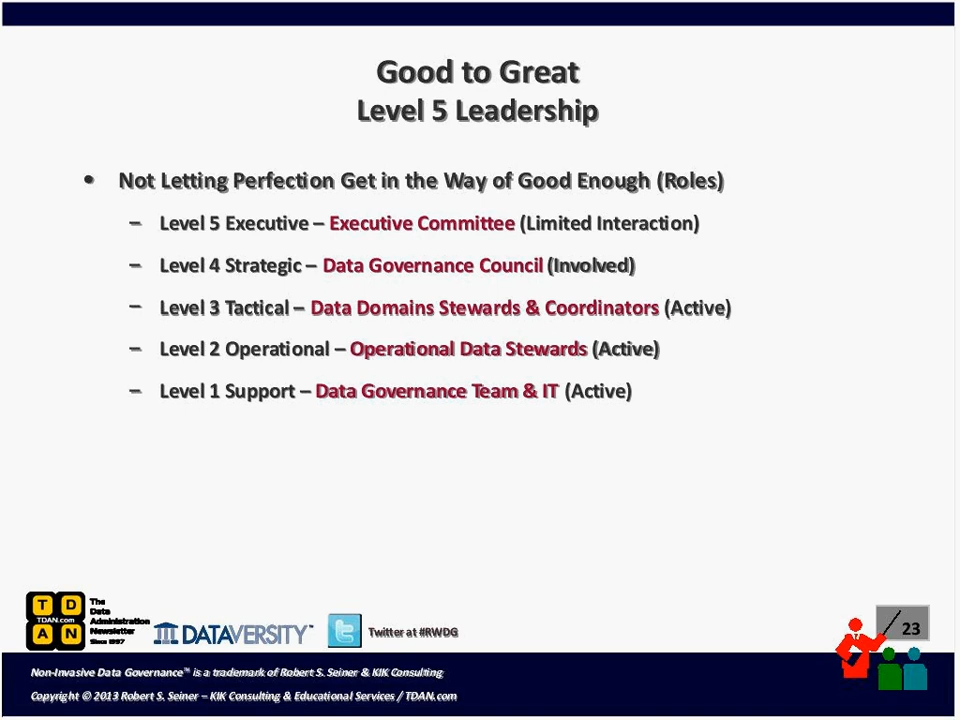 Good to Great
Level 5 Leadership
• Not Letting Perfection Get in the Way of Good Enough (Roles)
– Level 5 Executive – Executive Committee (Limited Interaction)
– Level 4 Strategic – Data Governance Council (Involved)
– Level 3 Tactical – Data Domains Stewards & Coordinators (Active)
– Level 2 Operational – Operational Data Stewards (Active)
– Level 1 Support – Data Governance Team & IT (Active)
T D
TDAN.com
A N
The
Data
Administration
Newsletter
Since 1997
DATAVERSITY™
t
Twitter at #RWDG
23
Non-Invasive Data Governance™ is a trademark of Robert S. Seiner & KIK Consulting
Copyright © 2013 Robert S. Seiner – KIK Consulting & Educational Services / TDAN.com